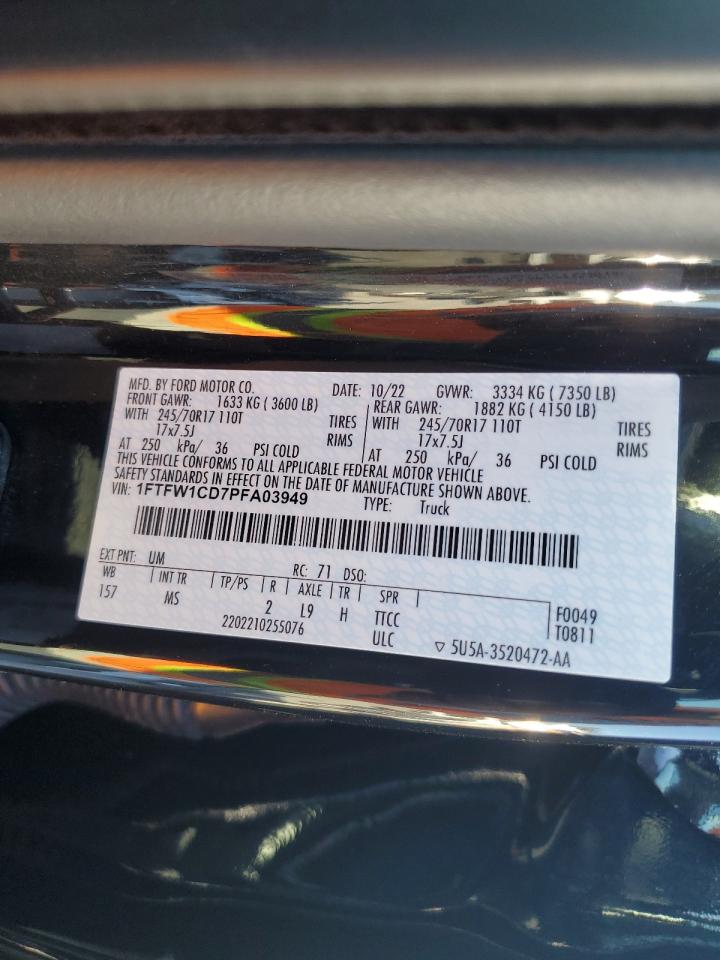 MFD. BY FORD MOTOR CO. DATE: 10/22 GVWR: 3334 KG ( 7350 LB)
FRONT GAWR: 1633 KG ( 3600 LB) REAR GAWR: 1882 KG ( 4150 LB)
WITH 245/70R17 110T TIRES WITH 245/70R17 110T TIRES
17x7.5J RIMS 17x7.5J RIMS
AT 250 kPa/ 36 PSI COLD AT 250 kPa/ 36 PSI COLD
THIS VEHICLE CONFORMS TO ALL APPLICABLE FEDERAL MOTOR VEHICLE
SAFETY STANDARDS IN EFFECT ON THE DATE OF MANUFACTURE SHOWN ABOVE.
VIN: 1FTFW1CD7PFA03949 TYPE: Truck
EXT PNT: UM RC: 71 DSO:
WB INT TR TP/PS R AXLE TR SPR
157 MS 2 L9 H TTCC F0049
2202210255076 ULC T0811
5U5A-3520472-AA